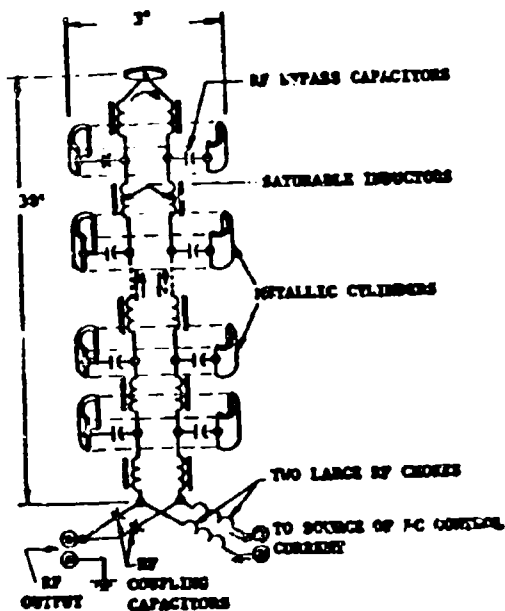 3"
RF BYPASS CAPACITORS
SATURABLE INDUCTORS
30"
METALLIC CYLINDERS
TWO LARGE RF CHOKES
TO SOURCE OF CONTROL
CURRENT
RF
OUTPUT
RF
COUPLING
CAPACITORS